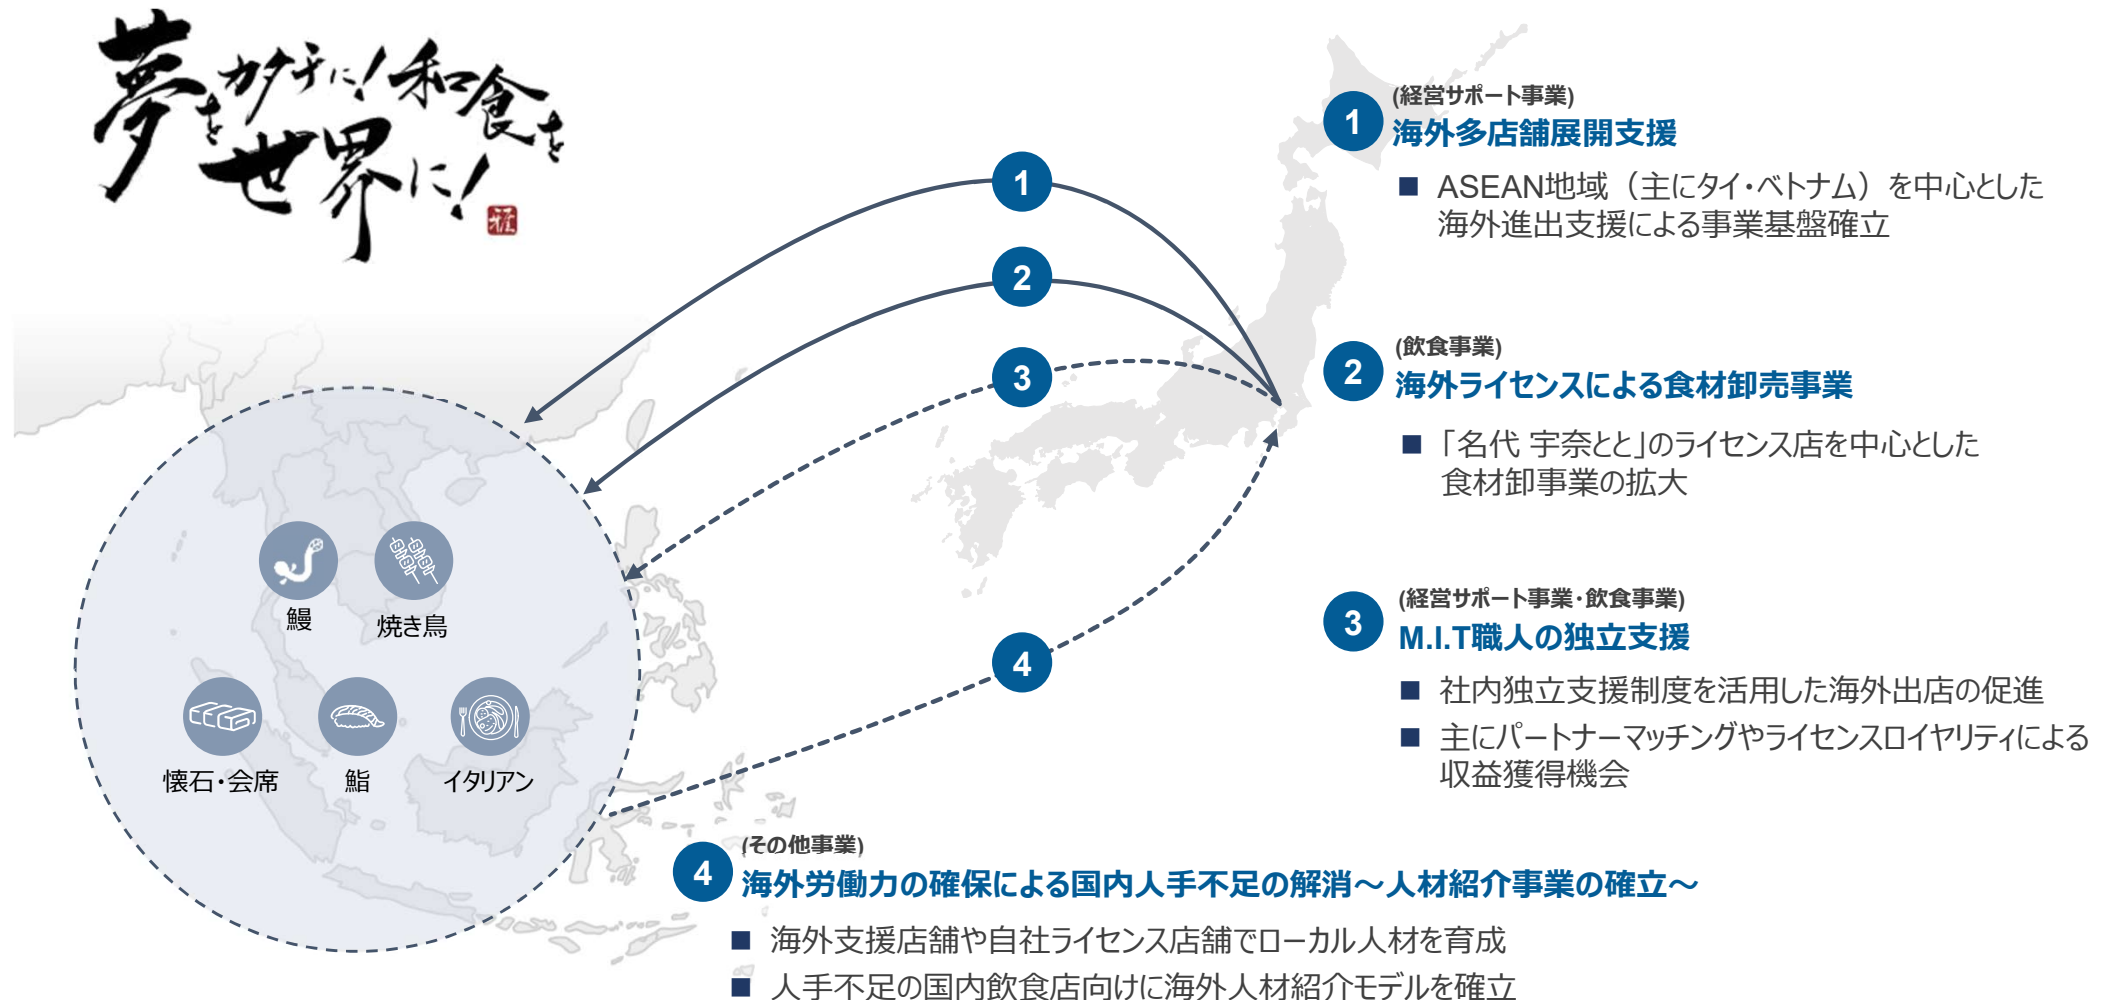 夢をカタチに！和食を
世界に！
雅
1
(経営サポート事業)
海外多店舗展開支援
■ ASEAN地域（主にタイ・ベトナム）を中心とした
海外進出支援による事業基盤確立
2
(飲食事業)
海外ライセンスによる食材卸売事業
■ 「名代 宇奈とと」のライセンス店を中心とした
食材卸事業の拡大
3
(経営サポート事業・飲食事業)
M.I.T職人の独立支援
■ 社内独立支援制度を活用した海外出店の促進
■ 主にパートナーマッチングやライセンスロイヤリティによる
収益獲得機会
1
2
3
4
鰻
焼き鳥
懐石・会席
鮨
イタリアン
4
(その他事業)
海外労働力の確保による国内人手不足の解消～人材紹介事業の確立～
■ 海外支援店舗や自社ライセンス店舗でローカル人材を育成
■ 人手不足の国内飲食店向けに海外人材紹介モデルを確立